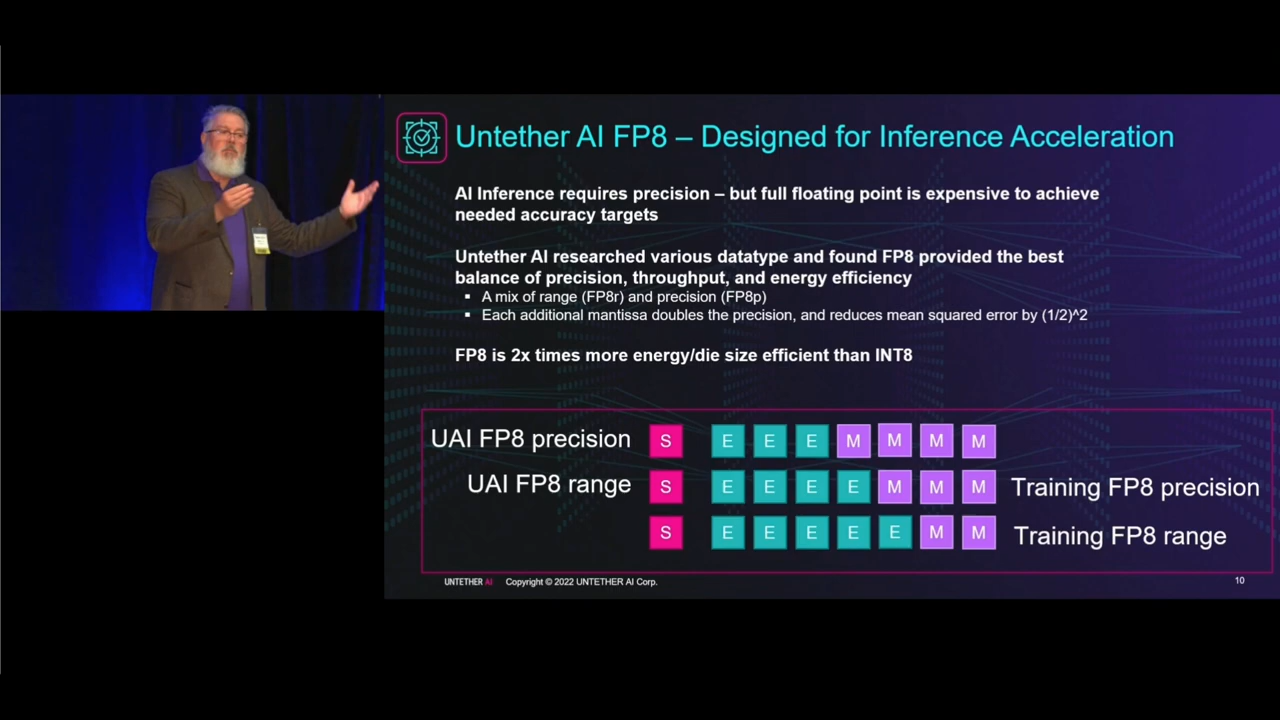 Untether AI FP8 – Designed for Inference Acceleration
AI Inference requires precision – but full floating point is expensive to achieve
needed accuracy targets
Untether AI researched various datatype and found FP8 provided the best
balance of precision, throughput, and energy efficiency
▪ A mix of range (FP8r) and precision (FP8p)
▪ Each additional mantissa doubles the precision, and reduces mean squared error by (1/2)^2
FP8 is 2x times more energy/die size efficient than INT8
UAI FP8 precision S E E E M M M M
UAI FP8 range S E E E E M M M Training FP8 precision
S E E E E E M M Training FP8 range
UNTETHER AI Copyright © 2022 UNTETHER AI Corp. 10